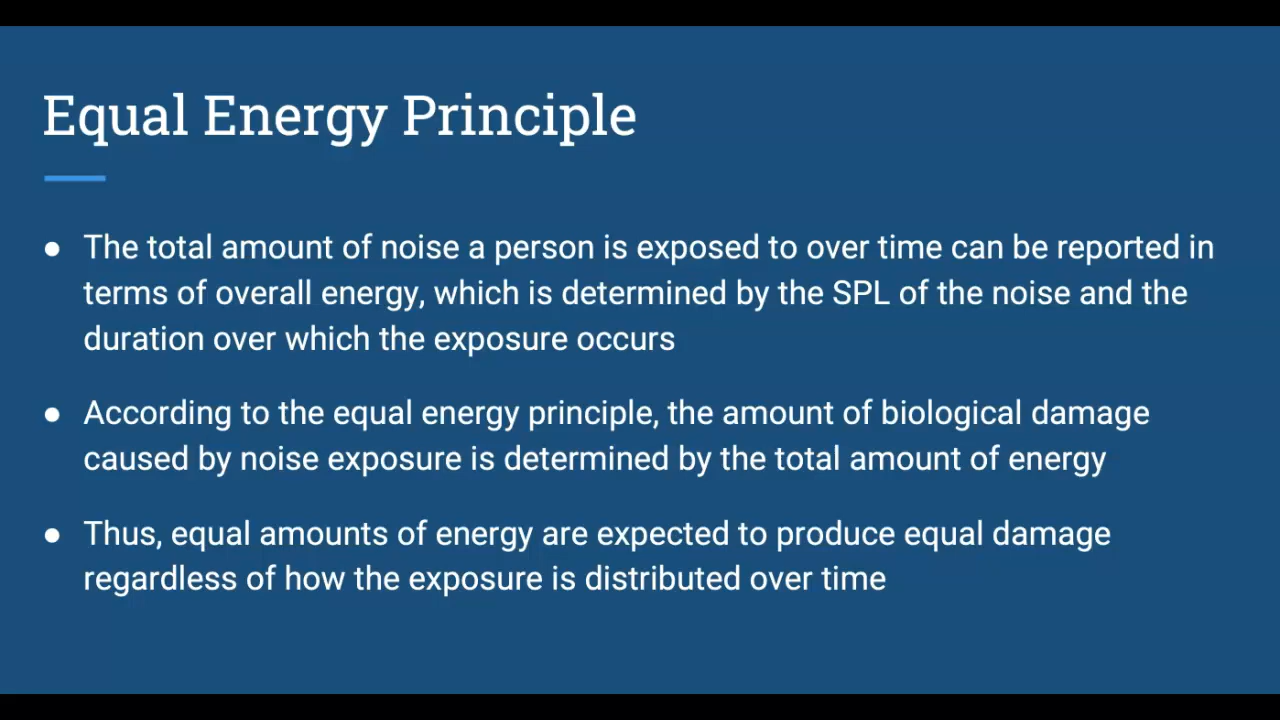 Equal Energy Principle
● The total amount of noise a person is exposed to over time can be reported in
terms of overall energy, which is determined by the SPL of the noise and the
duration over which the exposure occurs
● According to the equal energy principle, the amount of biological damage
caused by noise exposure is determined by the total amount of energy
● Thus, equal amounts of energy are expected to produce equal damage
regardless of how the exposure is distributed over time